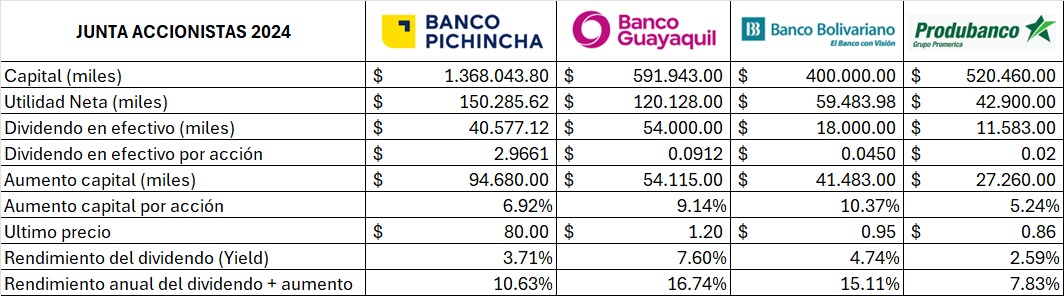 JUNTA ACCIONISTAS 2024 BANCO PICHINCHA Banco Guayaquil Banco Bolivariano El Banco con Visión Produbanco Grupo Promerica
Capital (miles) $ 1.368.043.80 $ 591.943.00 $ 400.000.00 $ 520.460.00
Utilidad Neta (miles) $ 150.285.62 $ 120.128.00 $ 59.483.98 $ 42.900.00
Dividendo en efectivo (miles) $ 40.577.12 $ 54.000.00 $ 18.000.00 $ 11.583.00
Dividendo en efectivo por acción $ 2.9661 $ 0.0912 $ 0.0450 $ 0.02
Aumento capital (miles) $ 94.680.00 $ 54.115.00 $ 41.483.00 $ 27.260.00
Aumento capital por acción 6.92% 9.14% 10.37% 5.24%
Ultimo precio $ 80.00 $ 1.20 $ 0.95 $ 0.86
Rendimiento del dividendo (Yield) 3.71% 7.60% 4.74% 2.59%
Rendimiento anual del dividendo + aumento 10.63% 16.74% 15.11% 7.83%